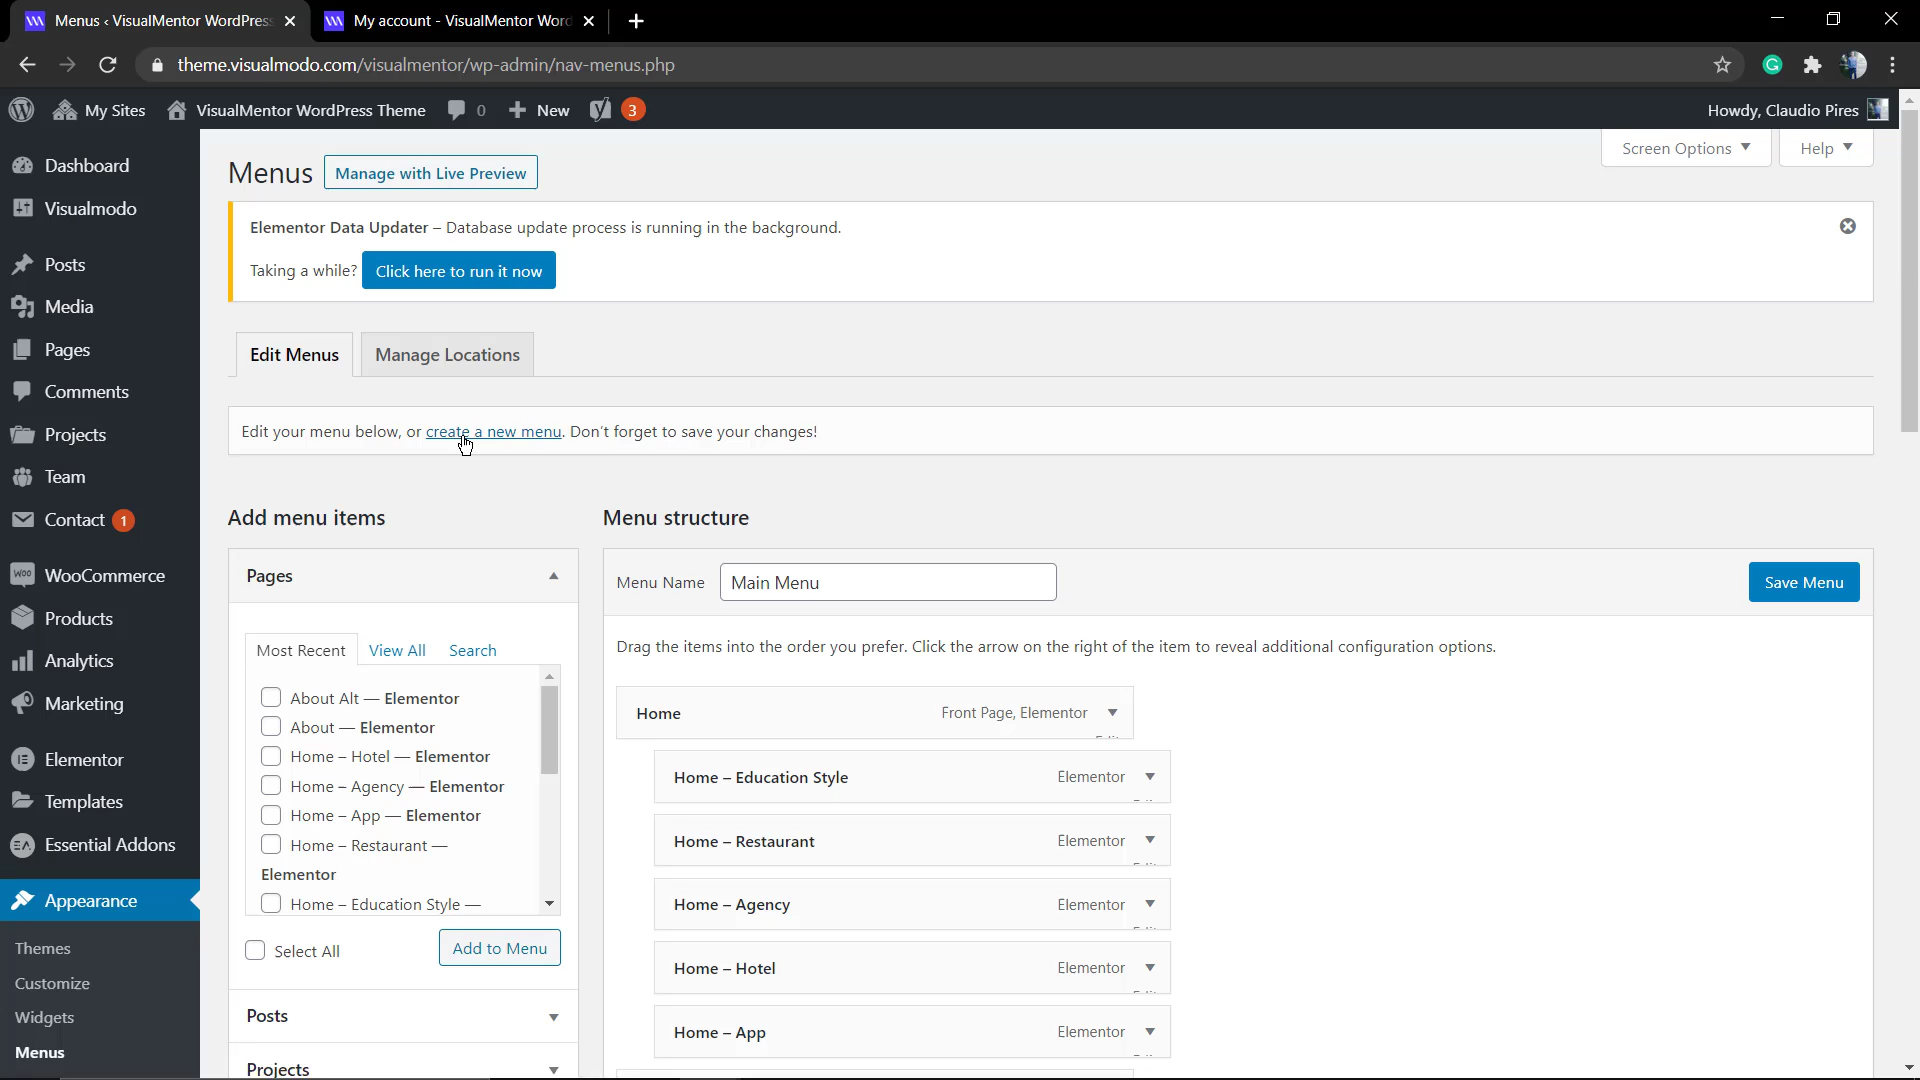 Menus ‹ VisualMentor WordPress
My account - VisualMentor Word
theme.visualmodo.com/visualmentor/wp-admin/nav-menus.php
My Sites
VisualMentor WordPress Theme
0
New
3
Howdy, Claudio Pires
Dashboard
Visualmodo
Posts
Media
Pages
Comments
Projects
Team
Contact 1
WooCommerce
Products
Analytics
Marketing
Elementor
Templates
Essential Addons
Appearance
Themes
Customize
Widgets
Menus
Screen Options
Help
Menus
Manage with Live Preview
Elementor Data Updater – Database update process is running in the background.
Taking a while? Click here to run it now
Edit Menus
Manage Locations
Edit your menu below, or create a new menu. Don't forget to save your changes!
Add menu items
Pages
Most Recent
View All
Search
About Alt — Elementor
About — Elementor
Home – Hotel — Elementor
Home – Agency — Elementor
Home – App — Elementor
Home – Restaurant —
Elementor
Home – Education Style —
Select All
Add to Menu
Posts
Projects
Menu structure
Menu Name
Main Menu
Save Menu
Drag the items into the order you prefer. Click the arrow on the right of the item to reveal additional configuration options.
Home
Front Page, Elementor
Home – Education Style
Elementor
Home – Restaurant
Elementor
Home – Agency
Elementor
Home – Hotel
Elementor
Home – App
Elementor